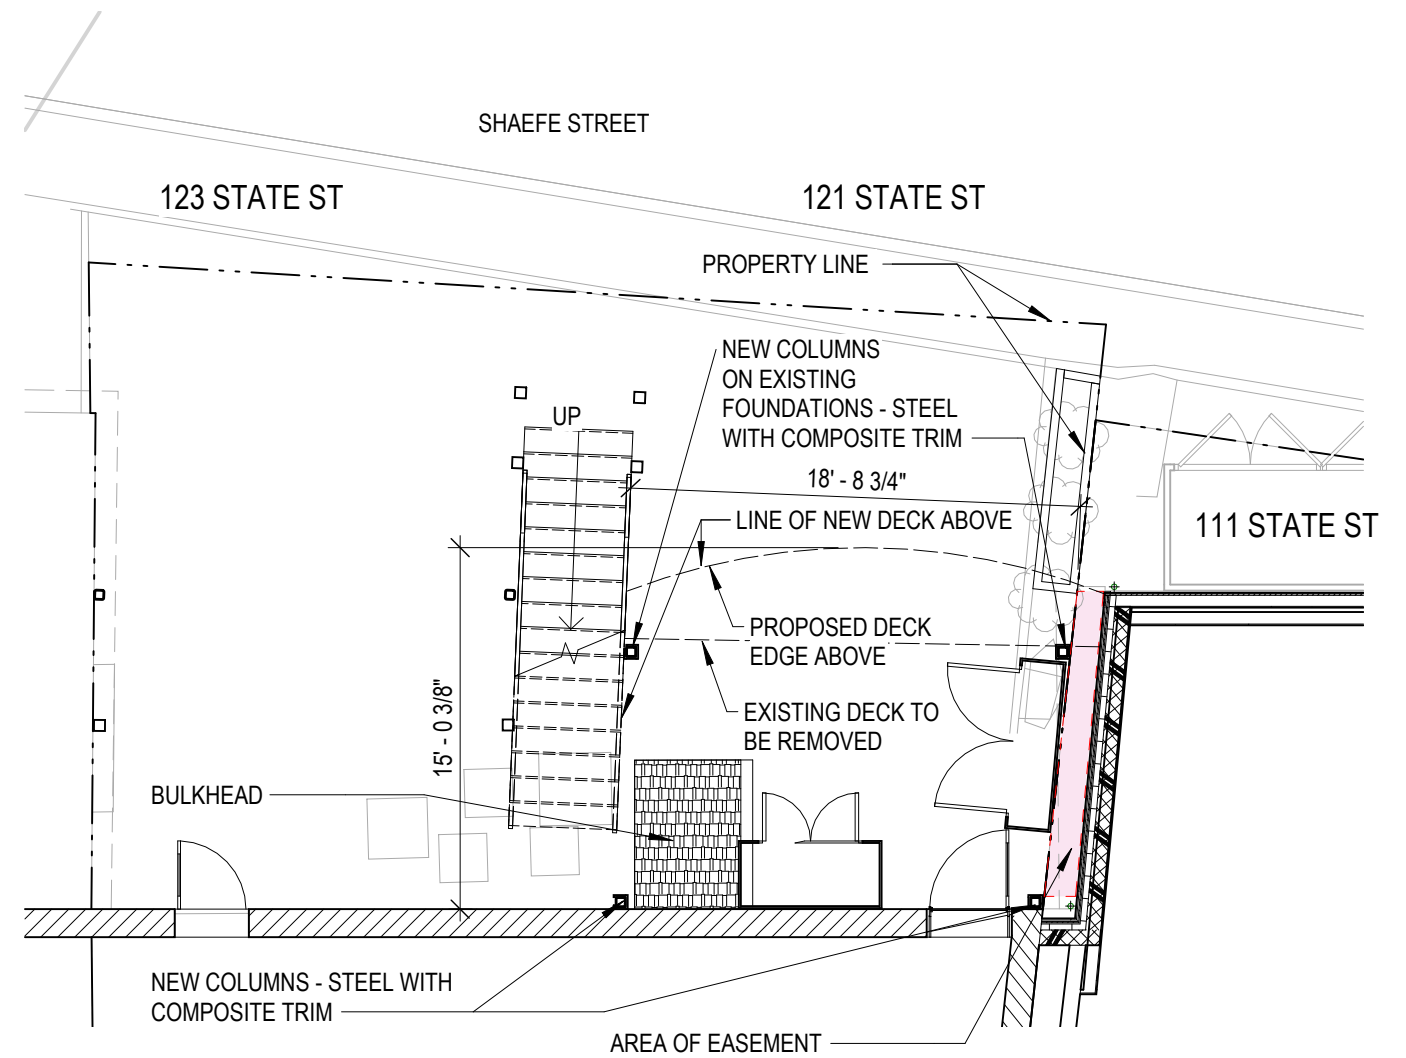 SHAEFE STREET
123 STATE ST
121 STATE ST
PROPERTY LINE
NEW COLUMNS
ON EXISTING
FOUNDATIONS - STEEL
WITH COMPOSITE TRIM
UP
18' - 8 3/4"
LINE OF NEW DECK ABOVE
111 STATE ST
PROPOSED DECK
EDGE ABOVE
15' - 0 3/8"
EXISTING DECK TO
BE REMOVED
BULKHEAD
NEW COLUMNS - STEEL WITH
COMPOSITE TRIM
AREA OF EASEMENT